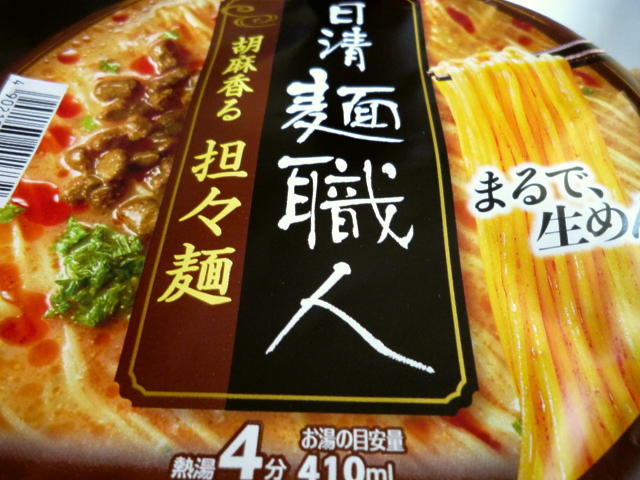 日清麺職人
胡麻香る
担々麺
まるで、
生めん
熱湯4分
お湯の目安量
410ml